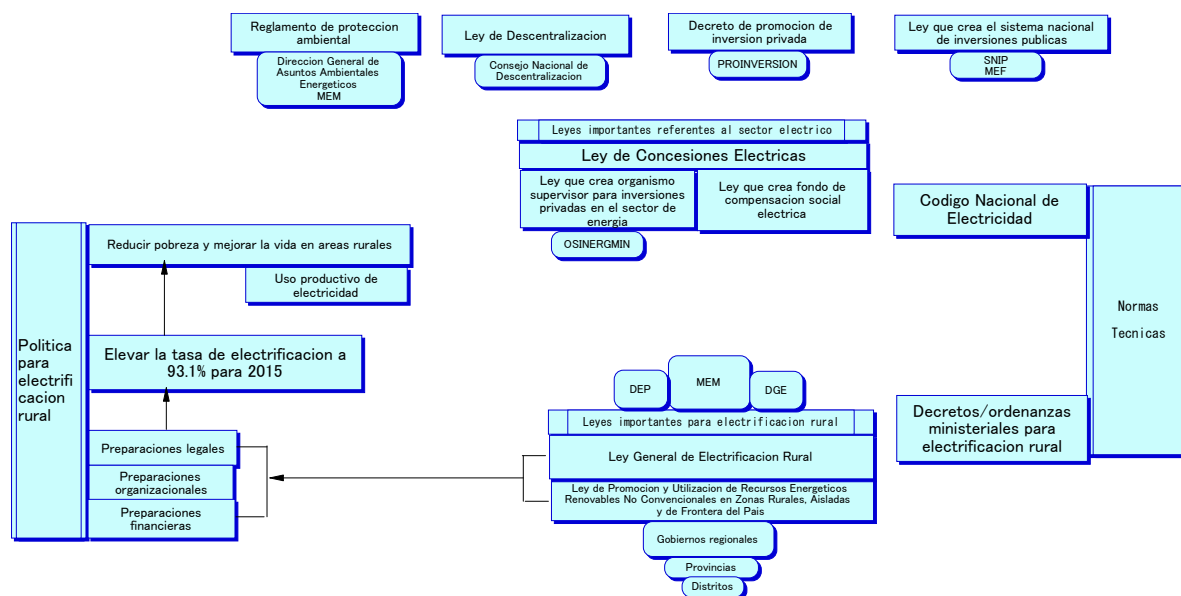 Reglamento de proteccion
ambiental
Direccion General de
Asuntos Ambientales
Energeticos
MEM
Ley de Descentralizacion
Consejo Nacional de
Descentralizacion
Decreto de promocion de
inversion privada
PROINVERSION
Ley que crea el sistema nacional
de inversiones publicas
SNIP
MEF
Leyes importantes referentes al sector electrico
Ley de Concesiones Electricas
Ley que crea organismo
supervisor para inversiones
privadas en el sector de
energia
Ley que crea fondo de
compensacion social
electrica
OSINERGMIN
Codigo Nacional de
Electricidad
Normas
Tecnicas
Decretos/ordenanzas
ministeriales para
electrificacion rural
Politica
para
electrifi
cacion
rural
Reducir pobreza y mejorar la vida en areas rurales
Uso productivo de
electricidad
Elevar la tasa de electrificacion a
93.1% para 2015
Preparaciones legales
Preparaciones
organizacionales
Preparaciones
financieras
DEP
MEM
DGE
Leyes importantes para electrificacion rural
Ley General de Electrificacion Rural
Ley de Promocion y Utilizacion de Recursos Energeticos
Renovables No Convencionales en Zonas Rurales, Aisladas
y de Frontera del Pais
Gobiernos regionales
Provincias
Distritos